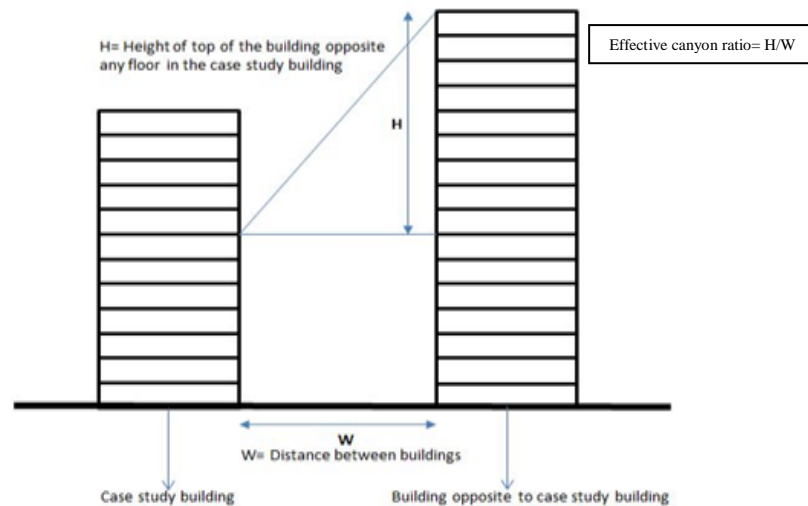 H= Height of top of the building opposite
any floor in the case study building
Effective canyon ratio= H/W
H
W
W= Distance between buildings
Case study building
Building opposite to case study building